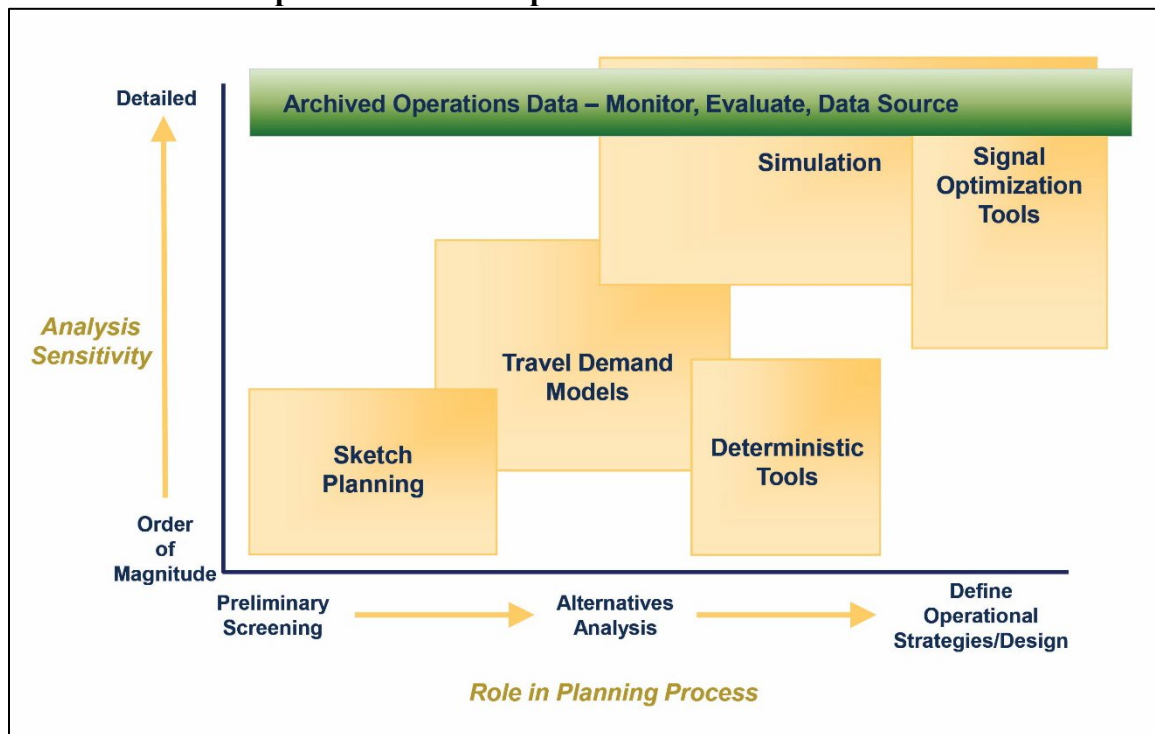 Detailed
Archived Operations Data – Monitor, Evaluate, Data Source
Simulation
Signal
Optimization
Tools
Analysis
Sensitivity
Travel Demand
Models
Sketch
Planning
Deterministic
Tools
Order
of
Magnitude
Preliminary
Screening
Alternatives
Analysis
Define
Operational
Strategies/Design
Role in Planning Process